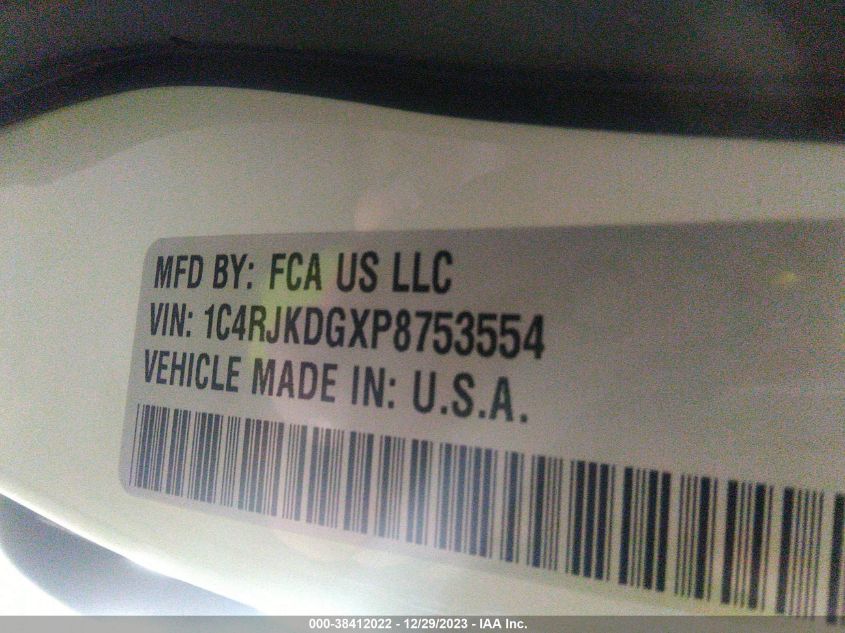 MFD BY: FCA US LLC
VIN: 1C4RJKDGXP8753554
VEHICLE MADE IN: U.S.A.
000-38412022 - 12/29/2023 - IAA Inc.